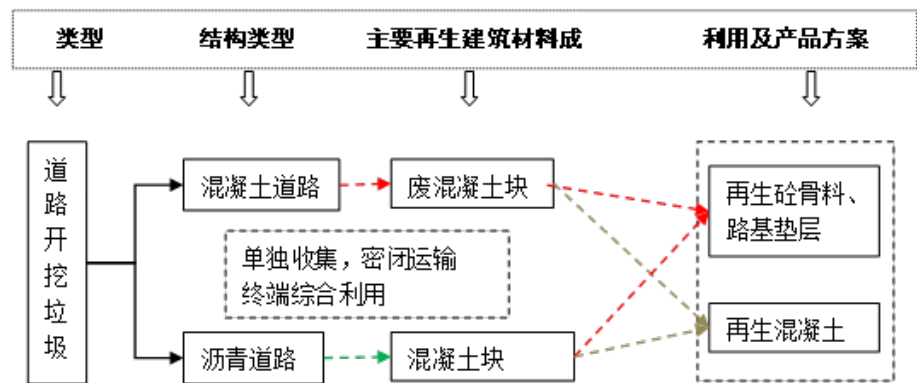 类型
结构类型
主要再生建筑材料成
利用及产品方案
道路开挖垃圾
混凝土道路
废混凝土块
再生砼骨料、
路基垫层
单独收集，密闭运输
终端综合利用
沥青道路
混凝土块
再生混凝土